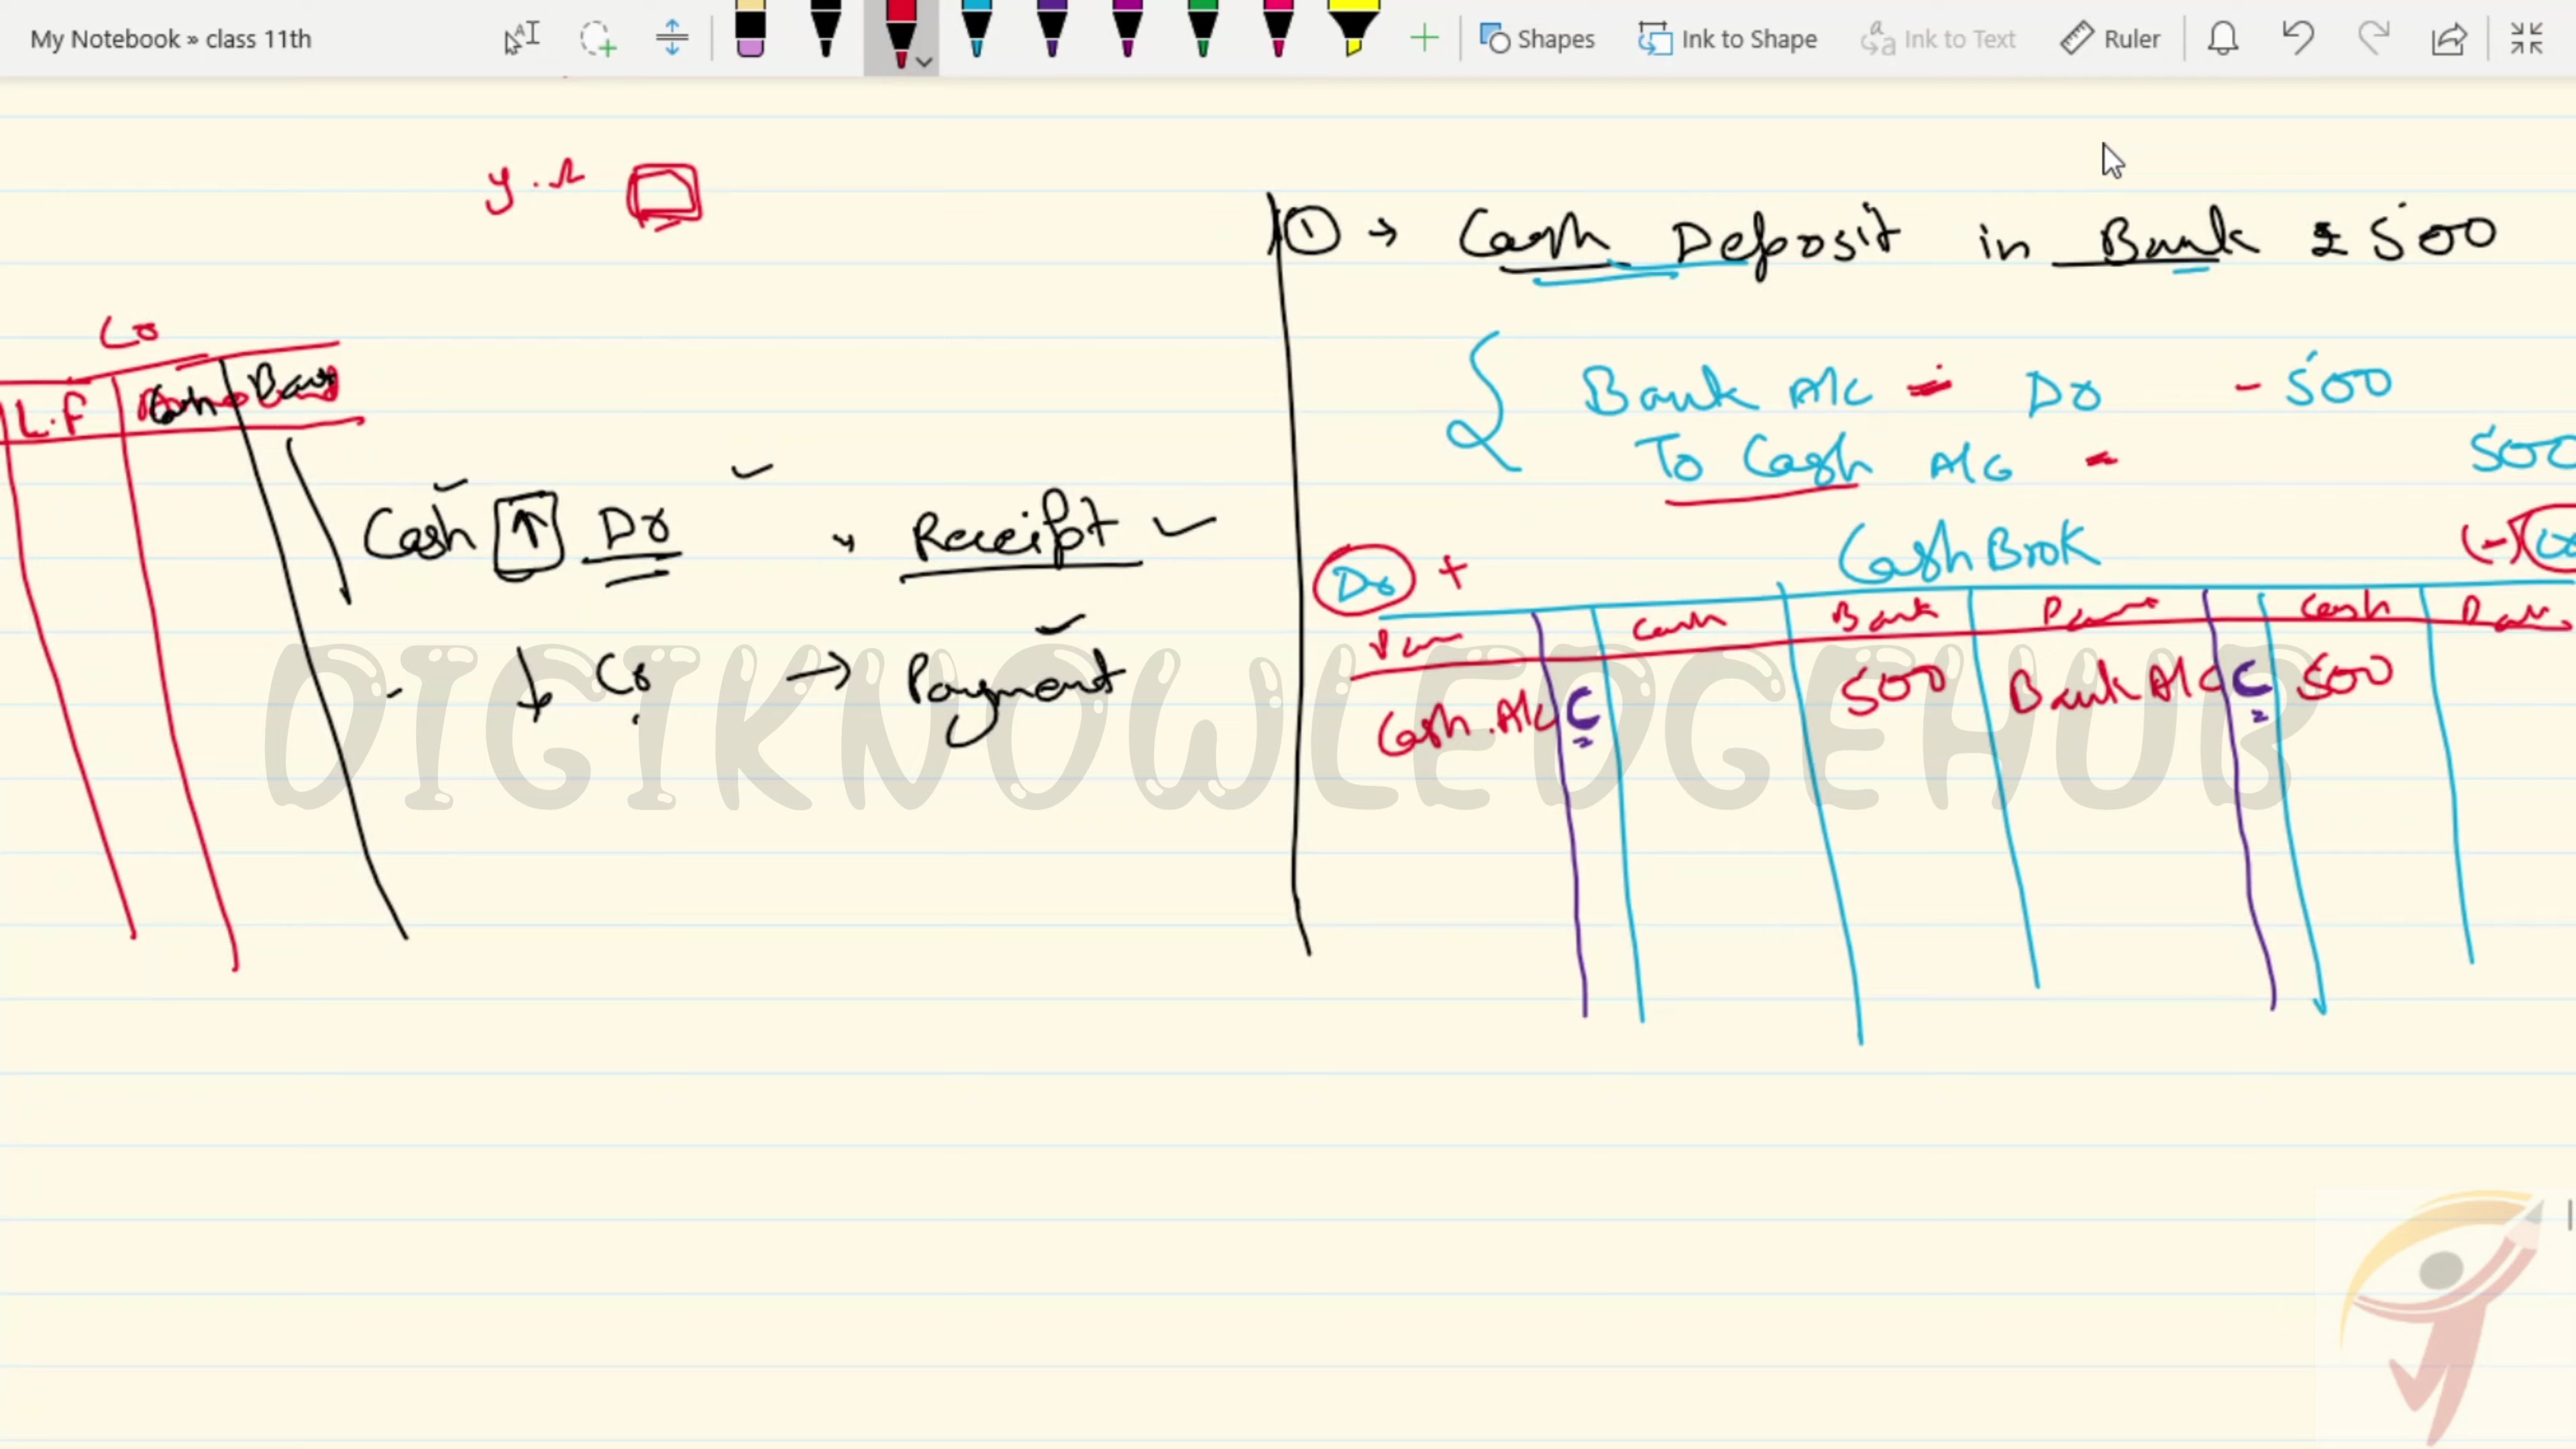 My Notebook » class 11th
Shapes
Ink to Shape
Ink to Text
Ruler
① → Cash Deposit in Bank ₹ 500
Cr
L.F Cash Bank
Bank A/c = Dr - 500
To Cash A/c - 500
Cash ↑ Dr Receipt
↓ Cr → Payment
Cash Book
Dr + (-)
Cash Bank Cash
Cash A/c C 500 Bank A/c C 500
DIGIKNOWLEDGEHUB